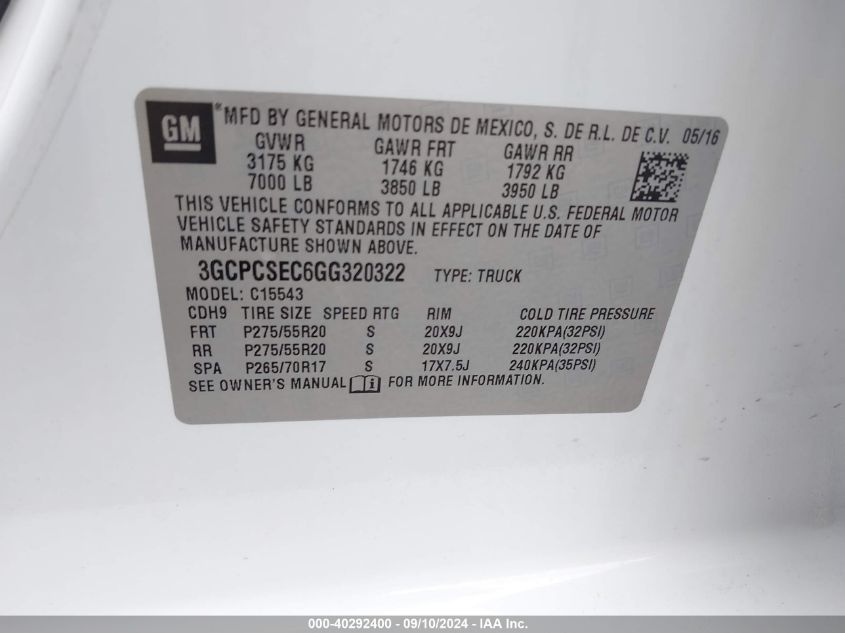 GM ® MFD BY GENERAL MOTORS DE MEXICO, S. DE R.L. DE C.V. 05/16
GVWR GAWR FRT GAWR RR
3175 KG 1746 KG 1792 KG
7000 LB 3850 LB 3950 LB
THIS VEHICLE CONFORMS TO ALL APPLICABLE U.S. FEDERAL MOTOR
VEHICLE SAFETY STANDARDS IN EFFECT ON THE DATE OF
MANUFACTURE SHOWN ABOVE.
3GCPCSEC6GG320322 TYPE: TRUCK
MODEL: C15543
CDH9 TIRE SIZE SPEED RTG RIM COLD TIRE PRESSURE
FRT P275/55R20 S 20X9J 220KPA(32PSI)
RR P275/55R20 S 20X9J 220KPA(32PSI)
SPA P265/70R17 S 17X7.5J 240KPA(35PSI)
SEE OWNER'S MANUAL FOR MORE INFORMATION.
000-40292400 - 09/10/2024 - IAA Inc.